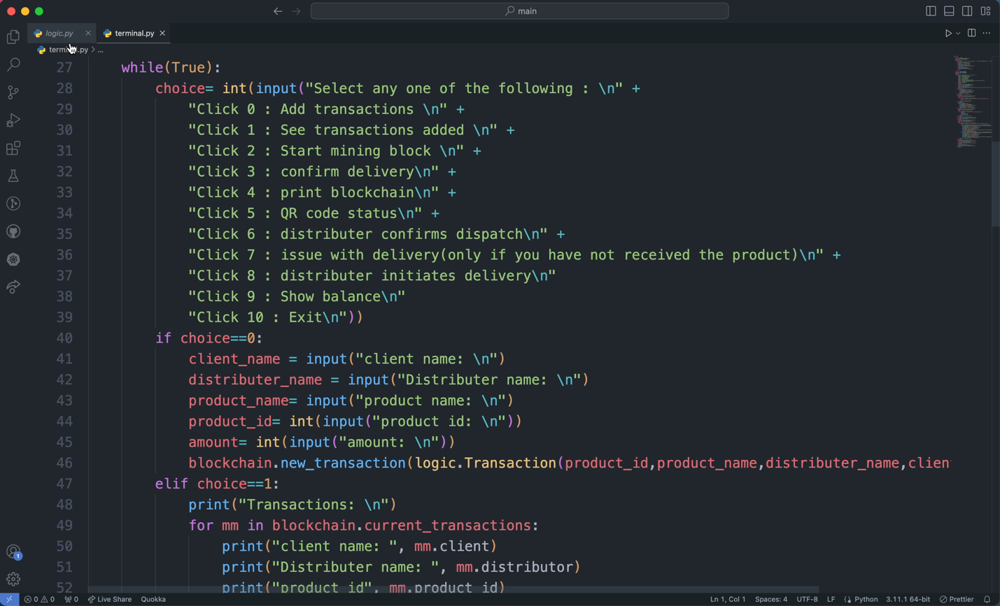 main
logic.py
terminal.py
terminal.py > ...
27 while(True):
28 choice= int(input("Select any one of the following : \n" +
29 "Click 0 : Add transactions \n" +
30 "Click 1 : See transactions added \n" +
31 "Click 2 : Start mining block \n" +
32 "Click 3 : confirm delivery\n" +
33 "Click 4 : print blockchain\n" +
34 "Click 5 : QR code status\n" +
35 "Click 6 : distributer confirms dispatch\n" +
36 "Click 7 : issue with delivery(only if you have not received the product)\n" +
37 "Click 8 : distributer initiates delivery\n"
38 "Click 9 : Show balance\n"
39 "Click 10 : Exit\n"))
40 if choice==0:
41 client_name = input("client name: \n")
42 distributer_name = input("Distributer name: \n")
43 product_name= input("product name: \n")
44 product_id= int(input("product id: \n"))
45 amount= int(input("amount: \n"))
46 blockchain.new_transaction(logic.Transaction(product_id,product_name,distributer_name,clien
47 elif choice==1:
48 print("Transactions: \n")
49 for mm in blockchain.current_transactions:
50 print("client name: ", mm.client)
51 print("Distributer name: ", mm.distributor)
52 print("product id", mm.product_id)
1
0 0 0 Live Share Quokka Ln 1, Col 1 Spaces: 4 UTF-8 LF Python 3.11.1 64-bit Prettier